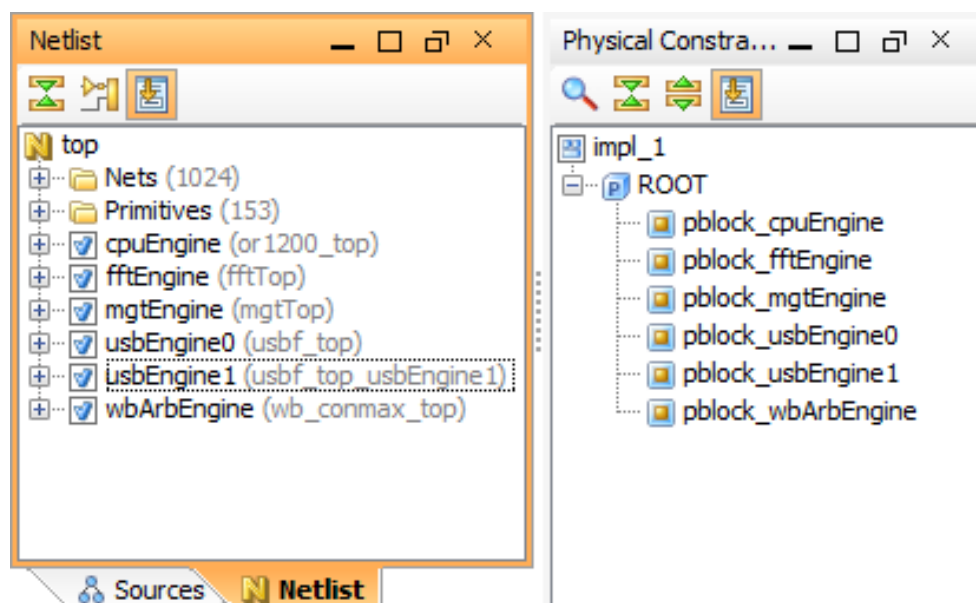 Netlist
top
Nets (1024)
Primitives (153)
cpuEngine (or1200_top)
fftEngine (fftTop)
mgtEngine (mgtTop)
usbEngine0 (usbf_top)
usbEngine1 (usbf_top_usbEngine1)
wbArbEngine (wb_conmax_top)
Sources
Netlist
Physical Constra...
impl_1
ROOT
pblock_cpuEngine
pblock_fftEngine
pblock_mgtEngine
pblock_usbEngine0
pblock_usbEngine1
pblock_wbArbEngine